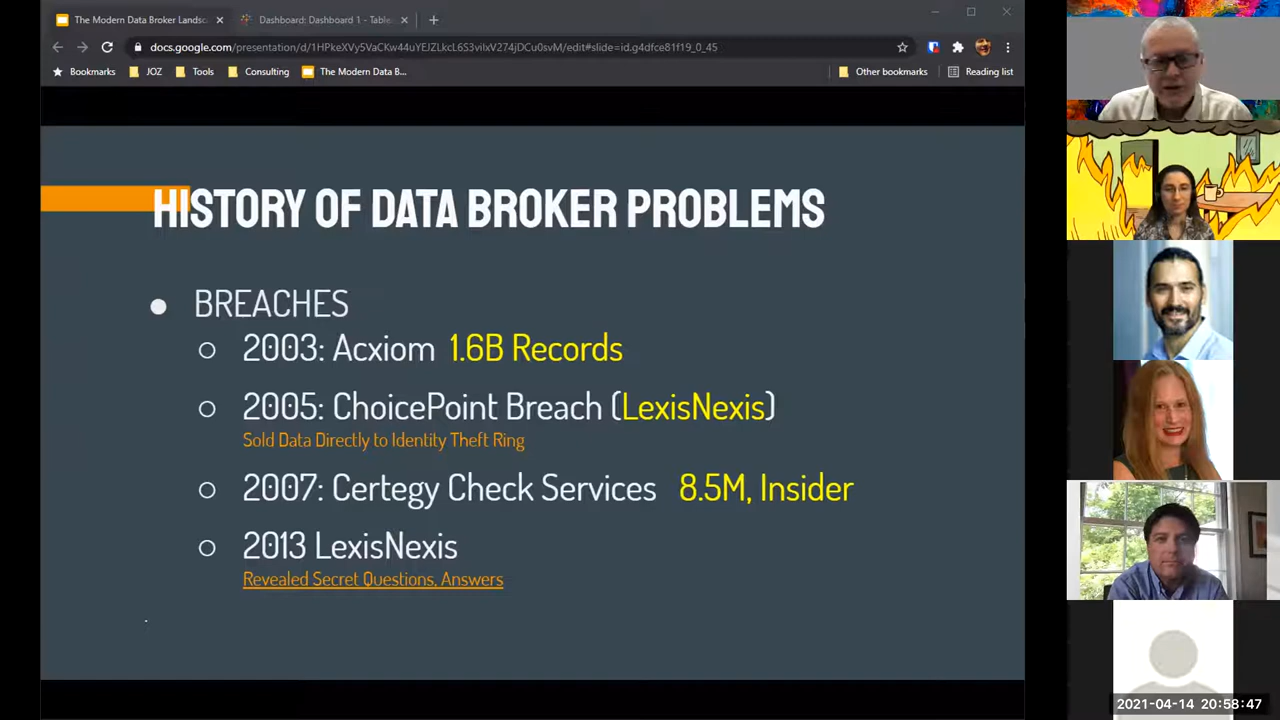 The Modern Data Broker Landsc
Dashboard: Dashboard 1 - Table
docs.google.com/presentation/d/1HPkeXVy5VaCKw44uYEJZLkcL6S3vilxV274jDCu0svM/edit#slide=id.g4dfce81f19_0_45
Bookmarks JOZ Tools Consulting The Modern Data B... Other bookmarks Reading list
HISTORY OF DATA BROKER PROBLEMS
● BREACHES
○ 2003: Acxiom 1.6B Records
○ 2005: ChoicePoint Breach (LexisNexis)
Sold Data Directly to Identity Theft Ring
○ 2007: Certegy Check Services 8.5M, Insider
○ 2013 LexisNexis
Revealed Secret Questions, Answers
2021-04-14 20:58:47